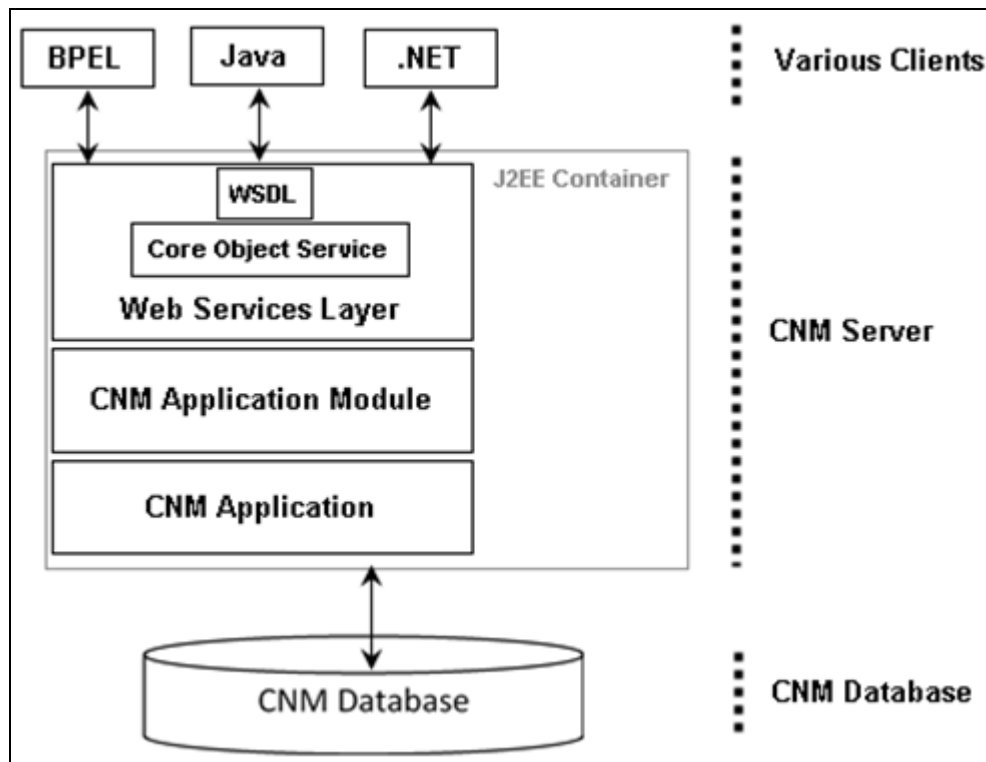 BPEL
Java
.NET
Various Clients
J2EE Container
WSDL
Core Object Service
Web Services Layer
CNM Server
CNM Application Module
CNM Application
CNM Database
CNM Database